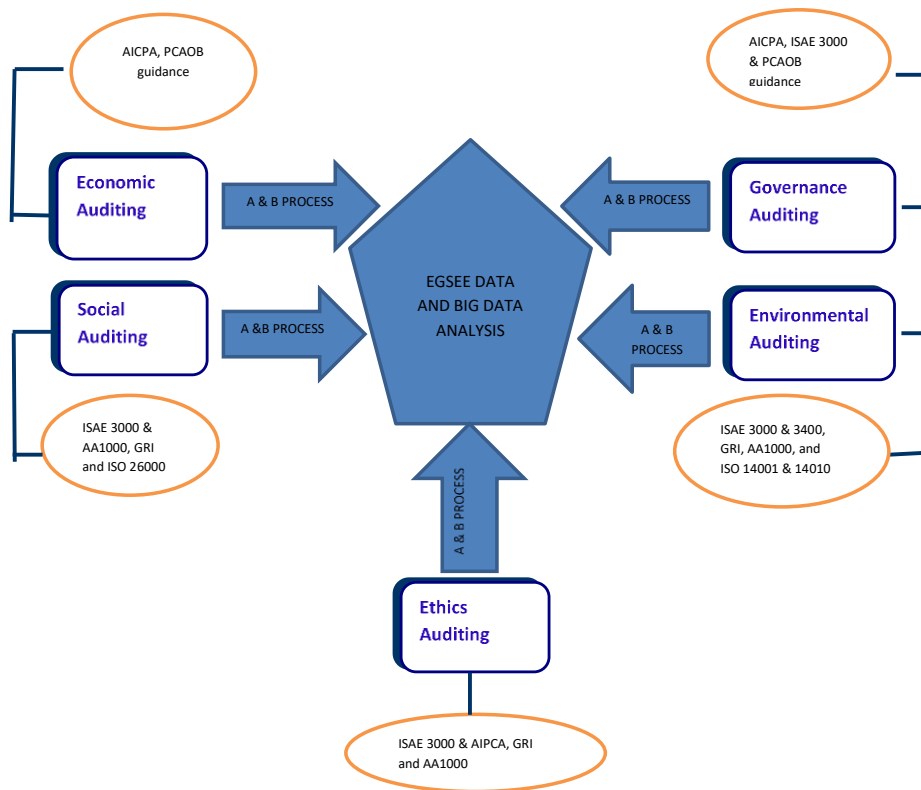 AICPA, PCAOB
guidance
AICPA, ISAE 3000
& PCAOB
guidance
Economic
Auditing
A & B PROCESS
A & B PROCESS
Governance
Auditing
EGSEE DATA
AND BIG DATA
ANALYSIS
Social
Auditing
A &B PROCESS
A & B
PROCESS
Environmental
Auditing
ISAE 3000 &
AA1000, GRI
and ISO 26000
ISAE 3000 & 3400,
GRI, AA1000, and
ISO 14001 & 14010
A & B PROCESS
Ethics
Auditing
ISAE 3000 & AIPCA, GRI
and AA1000